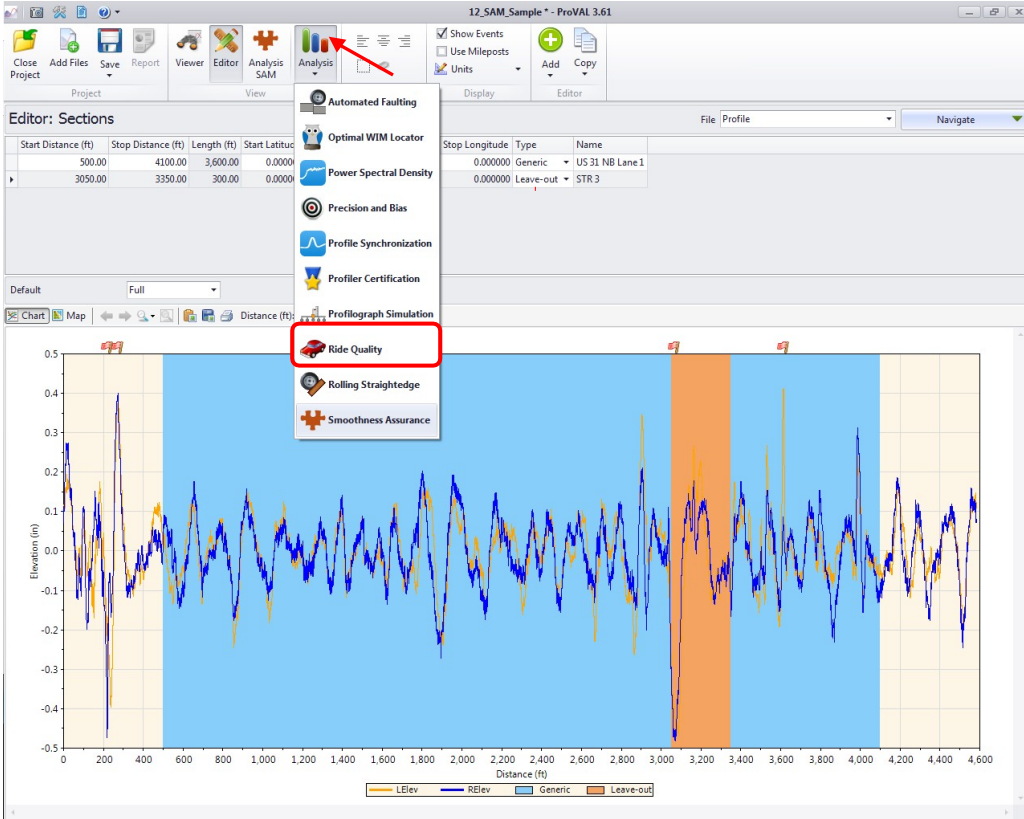 12_SAM_Sample * - ProVAL 3.61
Close Project
Add Files
Save
Report
Viewer
Editor
Analysis SAM
Analysis
Show Events
Use Mileposts
Units
Add
Copy
Project
View
Display
Editor
Editor: Sections
File
Profile
Navigate
Start Distance (ft) Stop Distance (ft) Length (ft) Start Latitud Stop Longitude Type Name
500.00 4100.00 3,600.00 0.0000 0.000000 Generic US 31 NB Lane 1
3050.00 3350.00 300.00 0.0000 0.000000 Leave-out STR 3
Automated Faulting
Optimal WIM Locator
Power Spectral Density
Precision and Bias
Profile Synchronization
Profiler Certification
Profilograph Simulation
Ride Quality
Rolling Straightedge
Smoothness Assurance
Default
Full
Chart
Map
Distance (ft):
0.5
0.4
0.3
0.2
0.1
0.0
-0.1
-0.2
-0.3
-0.4
-0.5
Elevation (in)
0 200 400 600 800 1,000 1,200 1,400 1,600 1,800 2,000 2,200 2,400 2,600 2,800 3,000 3,200 3,400 3,600 3,800 4,000 4,200 4,400 4,600
Distance (ft)
LElev RElev Generic Leave-out